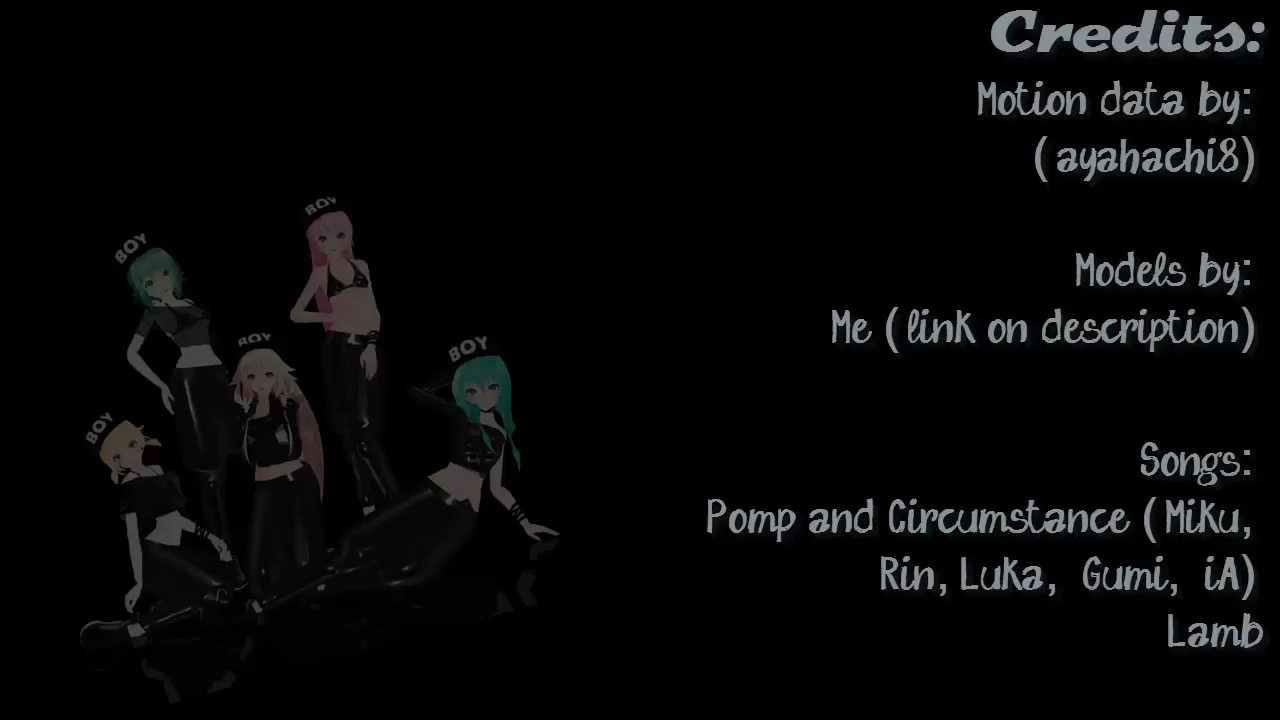 Credits:
Motion data by:
(ayahachi8)
Models by:
Me (link on description)
Songs:
Pomp and Circumstance (Miku,
Rin, Luka, Gumi, iA)
Lamb
BOY
BOY
BOY
BOY
BOY